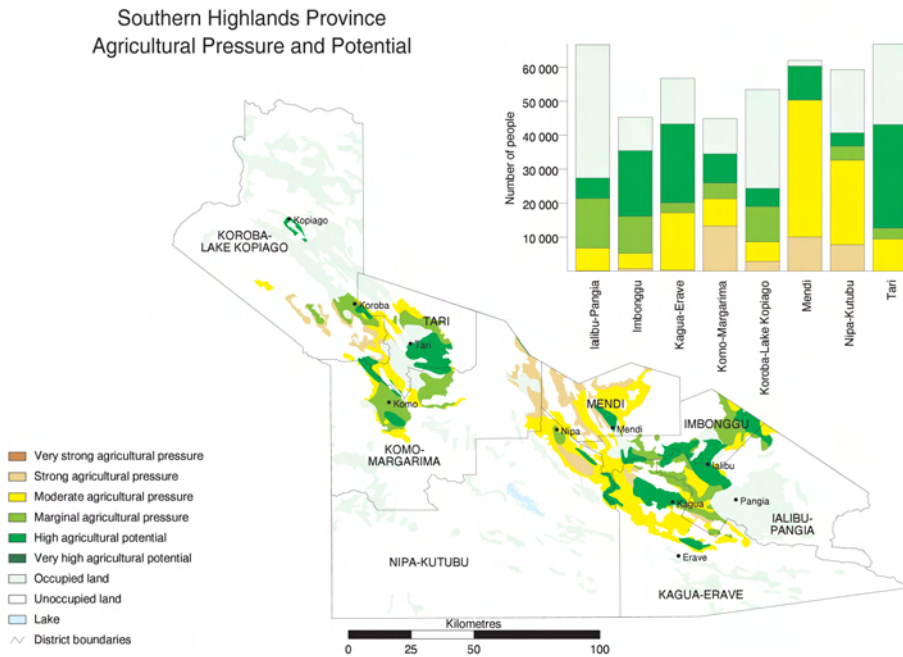 Southern Highlands Province
Agricultural Pressure and Potential
60 000
50 000
40 000
30 000
20 000
10 000
Number of people
Ialibu-Pangia
Imbonggu
Kagua-Erave
Komo-Margarima
Koroba-Lake Kopiago
Mendi
Nipa-Kutubu
Tari
Kopiago
KOROBA-
LAKE KOPIAGO
Koroba
TARI
Tari
Komo
KOMO-
MARGARIMA
MENDI
Mendi
Nipa
IMBONGGU
Ialibu
Kagua
Pangia
IALIBU-
PANGIA
Erave
NIPA-KUTUBU
KAGUA-ERAVE
Very strong agricultural pressure
Strong agricultural pressure
Moderate agricultural pressure
Marginal agricultural pressure
High agricultural potential
Very high agricultural potential
Occupied land
Unoccupied land
Lake
District boundaries
Kilometres
0 25 50 100